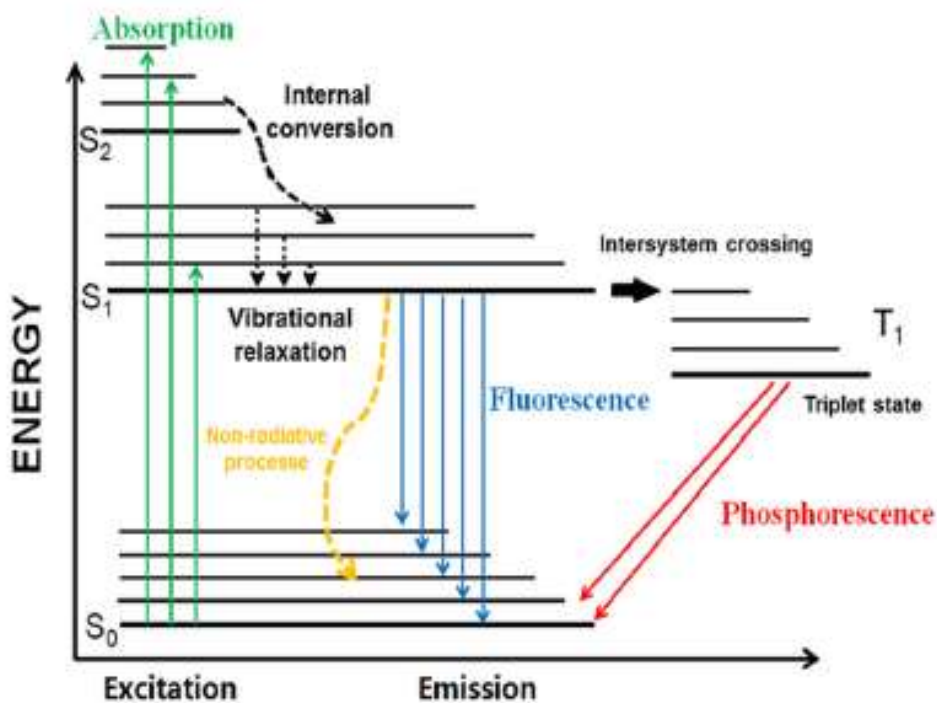 Absorption
Internal
conversion
S2
Intersystem crossing
S1
Vibrational
relaxation
T1
ENERGY
Fluorescence
Triplet state
Non-radiative
processe
Phosphorescence
S0
Excitation
Emission